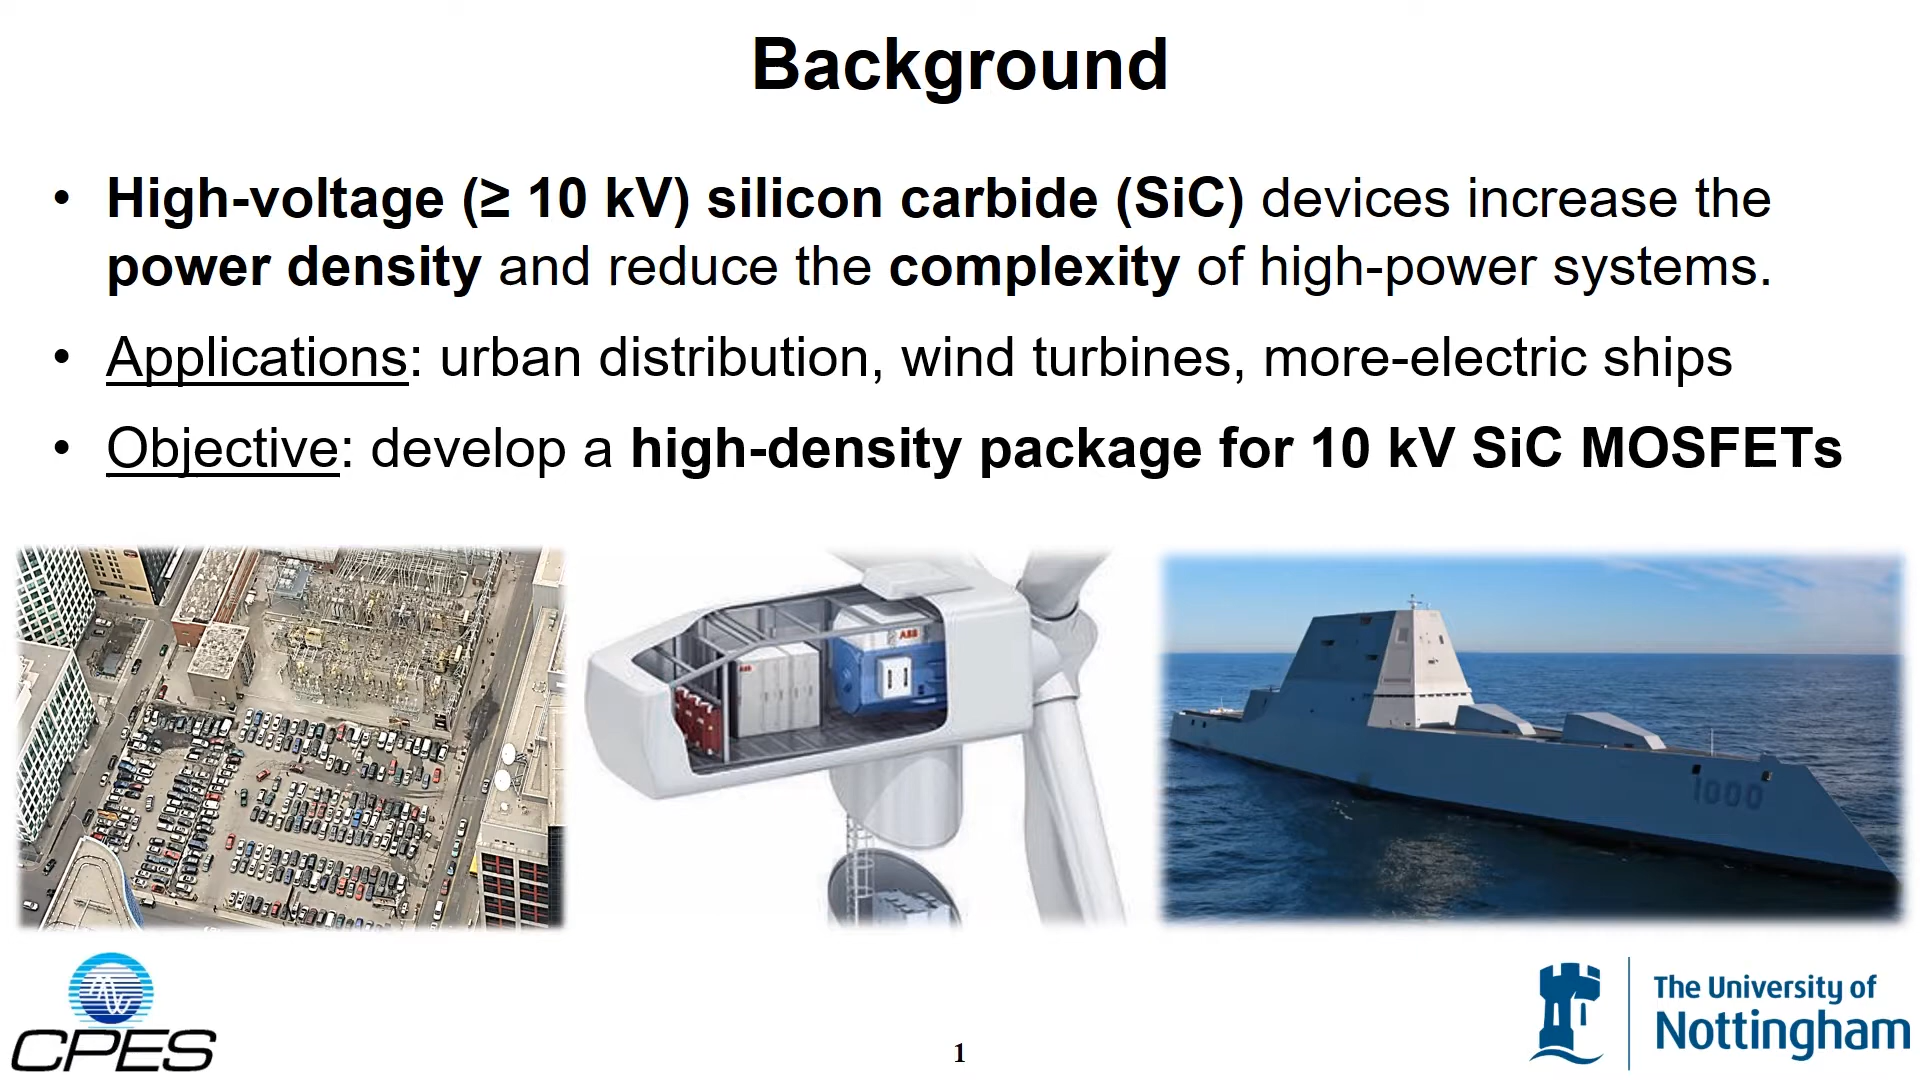 Background
• High-voltage (≥ 10 kV) silicon carbide (SiC) devices increase the
power density and reduce the complexity of high-power systems.
• Applications: urban distribution, wind turbines, more-electric ships
• Objective: develop a high-density package for 10 kV SiC MOSFETs
ABB
ABB
1000
CPES
1
The University of
Nottingham